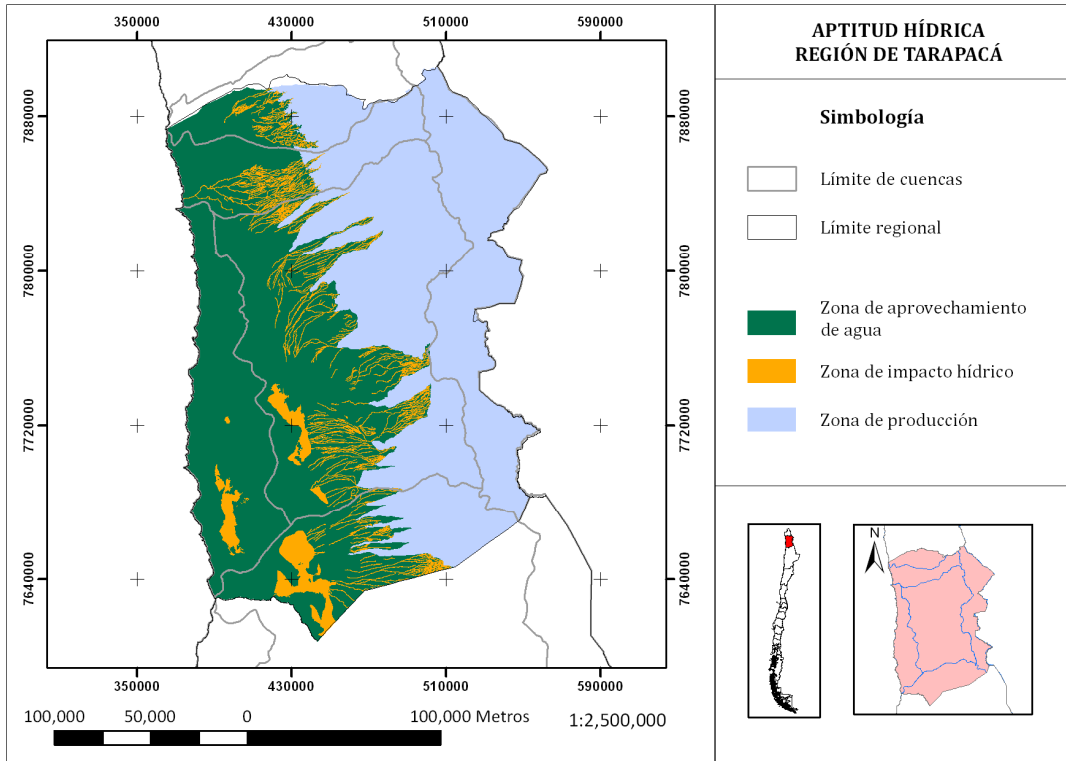 350000
430000
510000
590000
7880000
7880000
7800000
7800000
7720000
7720000
7640000
7640000
350000
430000
510000
590000
100,000
50,000
0
100,000 Metros
1:2,500,000
APTITUD HÍDRICA
REGIÓN DE TARAPACÁ
Simbología
Límite de cuencas
Límite regional
Zona de aprovechamiento
de agua
Zona de impacto hídrico
Zona de producción
N